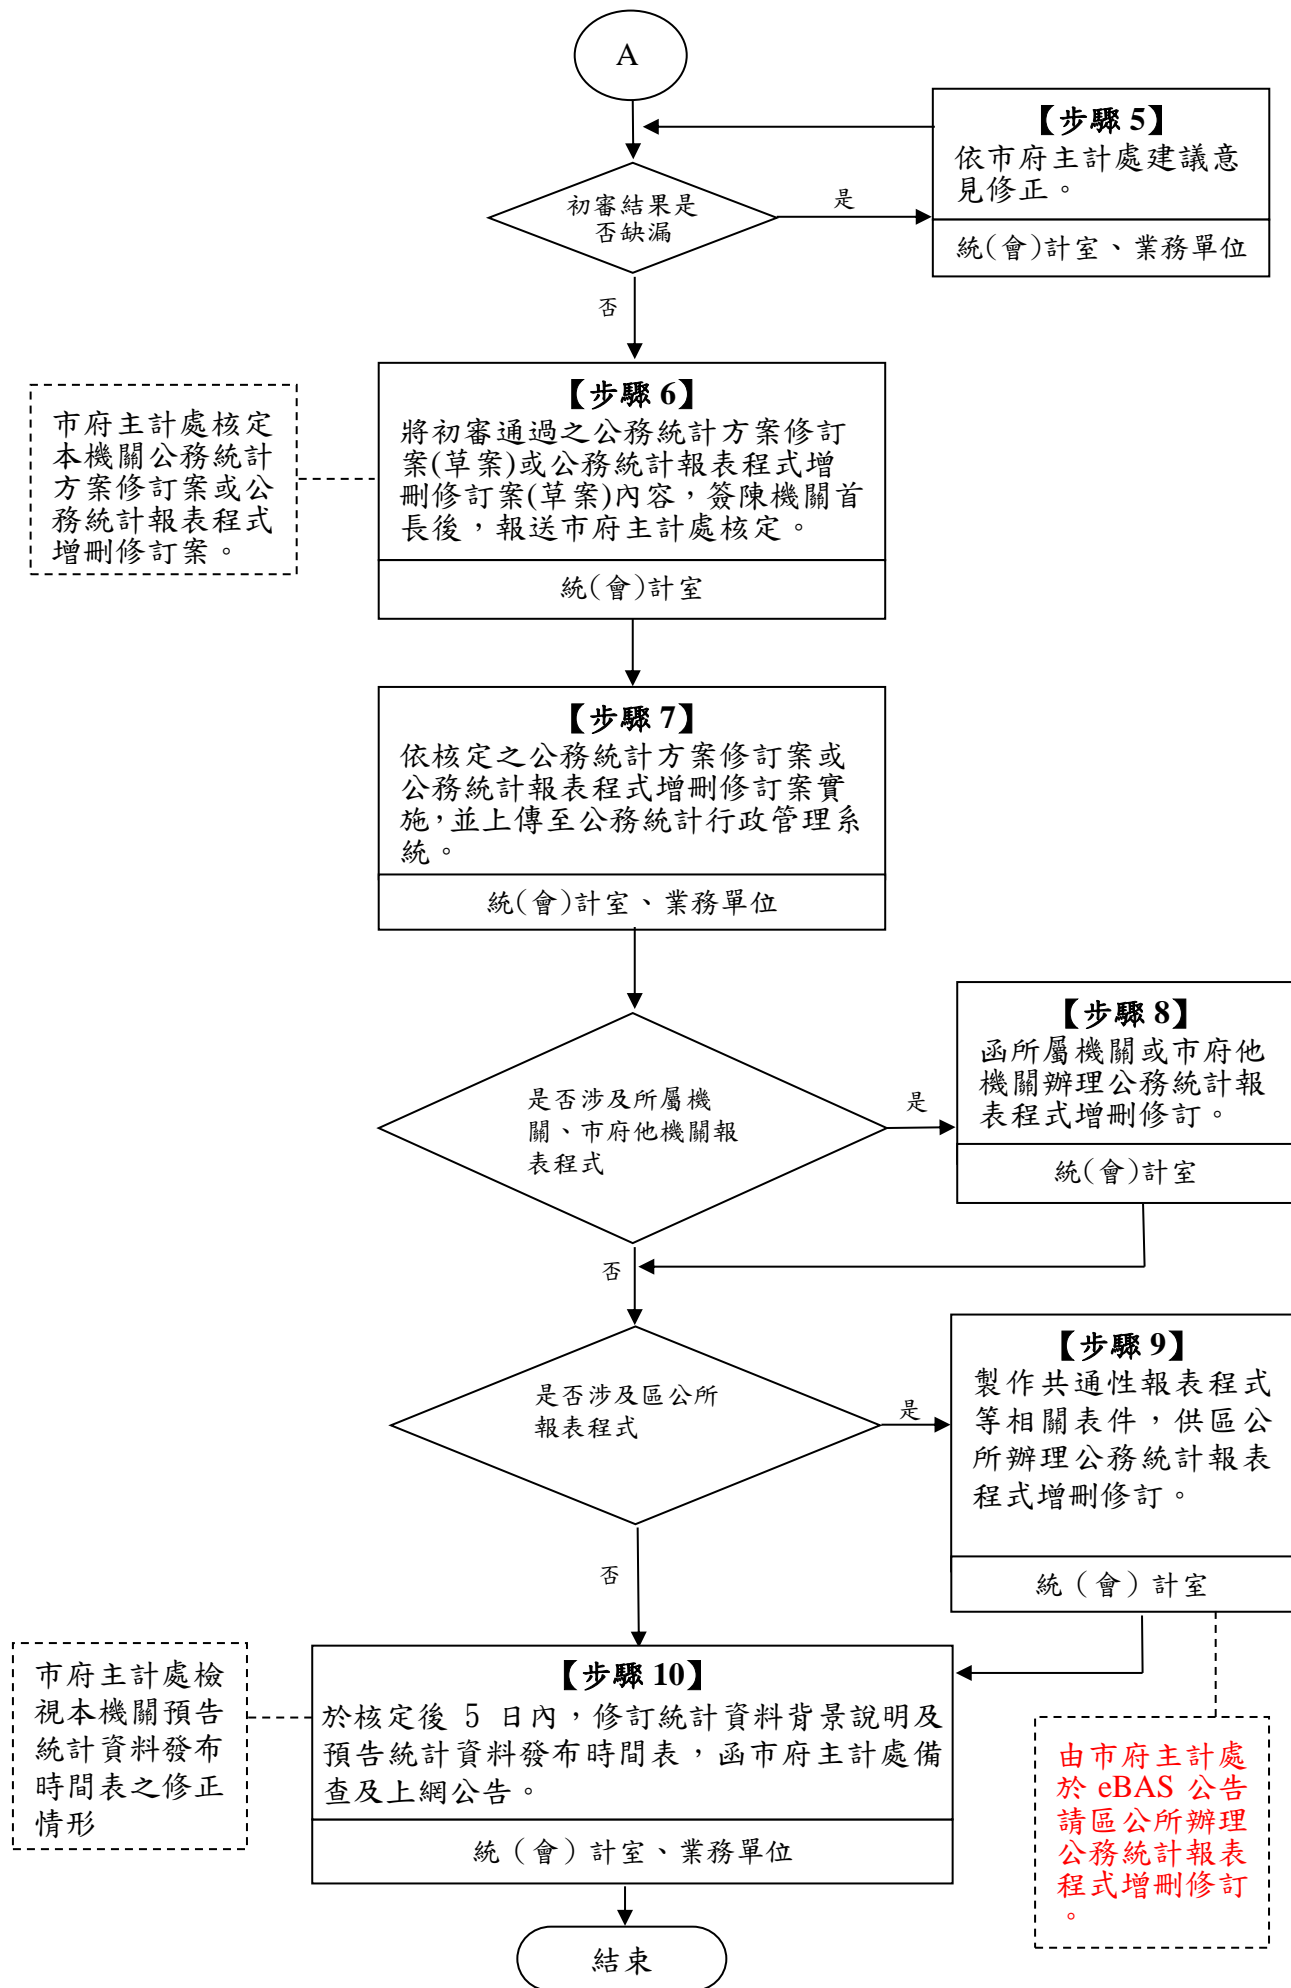 A
【步驟 5】
依市府主計處建議意
見修正。
統(會)計室、業務單位
初審結果是
否缺漏
是
否
【步驟 6】
將初審通過之公務統計方案修訂
案(草案)或公務統計報表程式增
刪修訂案(草案)內容，簽陳機關首
長後，報送市府主計處核定。
統(會)計室
市府主計處核定
本機關公務統計
方案修訂案或公
務統計報表程式
增刪修訂案。
【步驟 7】
依核定之公務統計方案修訂案或
公務統計報表程式增刪修訂案實
施，並上傳至公務統計行政管理系
統。
統(會)計室、業務單位
是否涉及所屬機
關、市府他機關報
表程式
是
【步驟 8】
函所屬機關或市府他
機關辦理公務統計報
表程式增刪修訂。
統(會)計室
否
是否涉及區公所
報表程式
是
【步驟 9】
製作共通性報表程式
等相關表件，供區公
所辦理公務統計報表
程式增刪修訂。
統（會）計室
否
【步驟 10】
於核定後 5 日內，修訂統計資料背景說明及
預告統計資料發布時間表，函市府主計處備
查及上網公告。
統（會）計室、業務單位
市府主計處檢
視本機關預告
統計資料發布
時間表之修正
情形
由市府主計處
於 eBAS 公告
請區公所辦理
公務統計報表
程式增刪修訂
。
結束